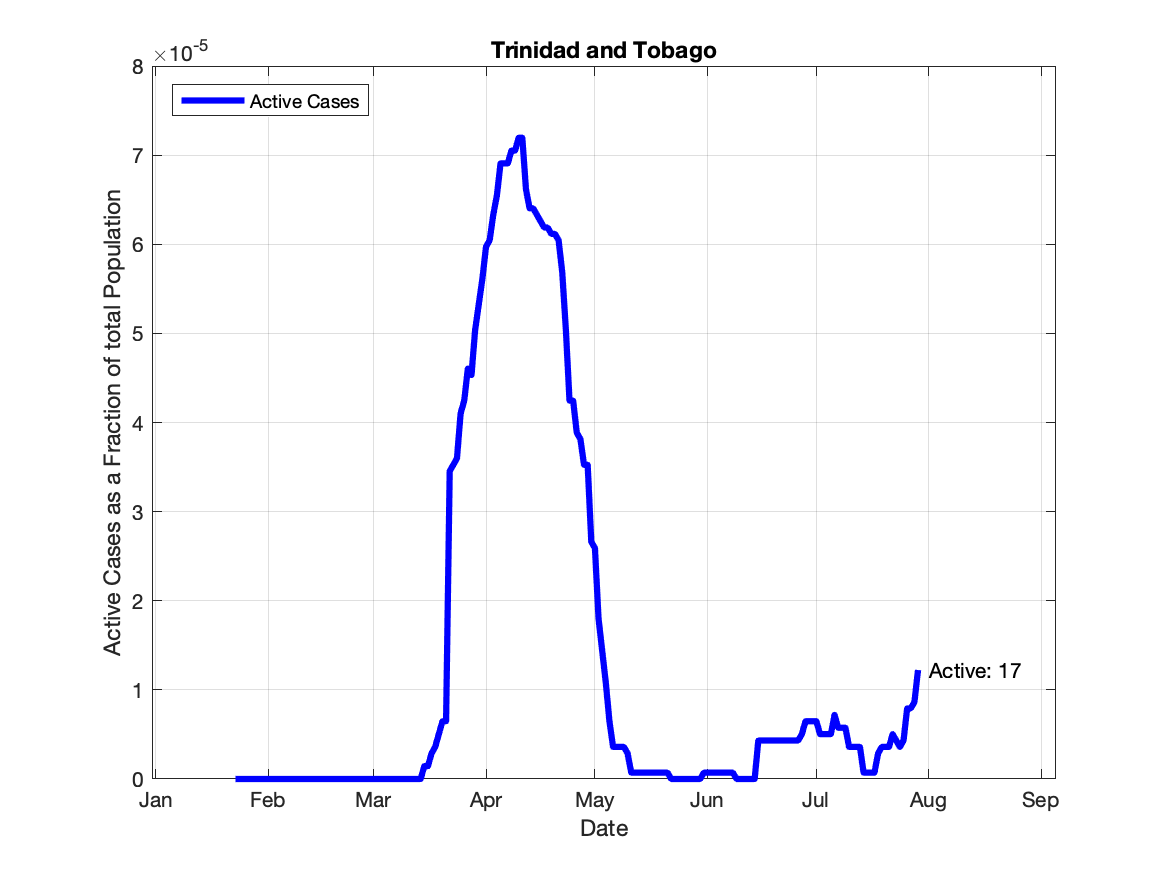 Trinidad and Tobago
×10-5
Active Cases
8
7
6
5
4
3
2
1
0
Active Cases as a Fraction of total Population
Active: 17
Jan Feb Mar Apr May Jun Jul Aug Sep
Date